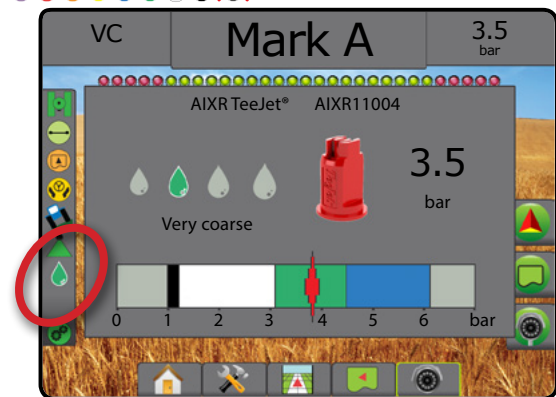 VC
Mark A
3.5
bar
AIXR TeeJet® AIXR11004
3.5
bar
Very coarse
0 1 2 3 4 5 6 bar